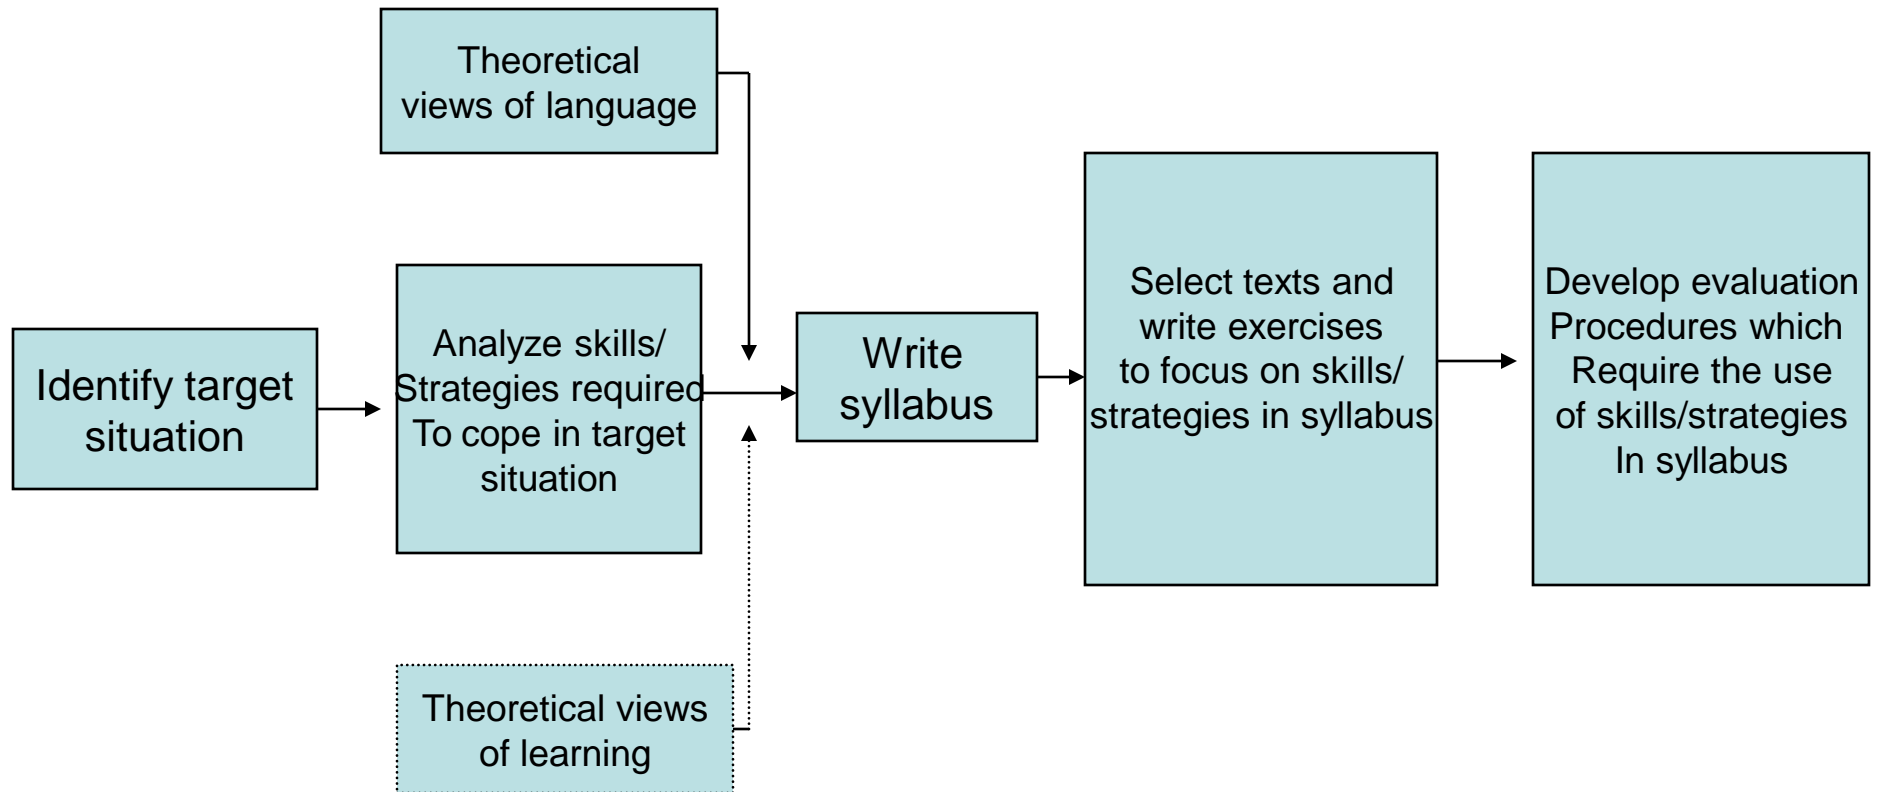 Theoretical
views of language
Identify target
situation
Analyze skills/
Strategies required
To cope in target
situation
Write
syllabus
Select texts and
write exercises
to focus on skills/
strategies in syllabus
Develop evaluation
Procedures which
Require the use
of skills/strategies
In syllabus
Theoretical views
of learning